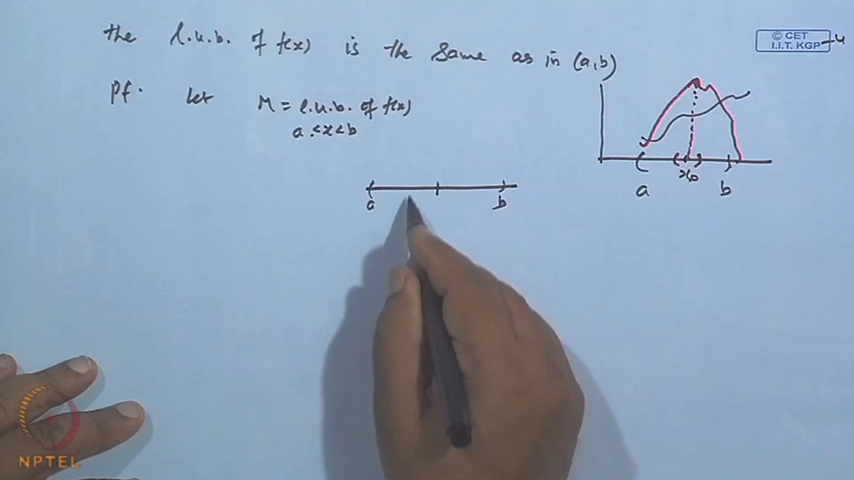 the l.u.b. of f(x) is the same as in (a,b)
© CET
I.I.T. KGP
Pf. let M = l.u.b. of f(x)
a < x < b
a b
a x₀ b
NPTEL